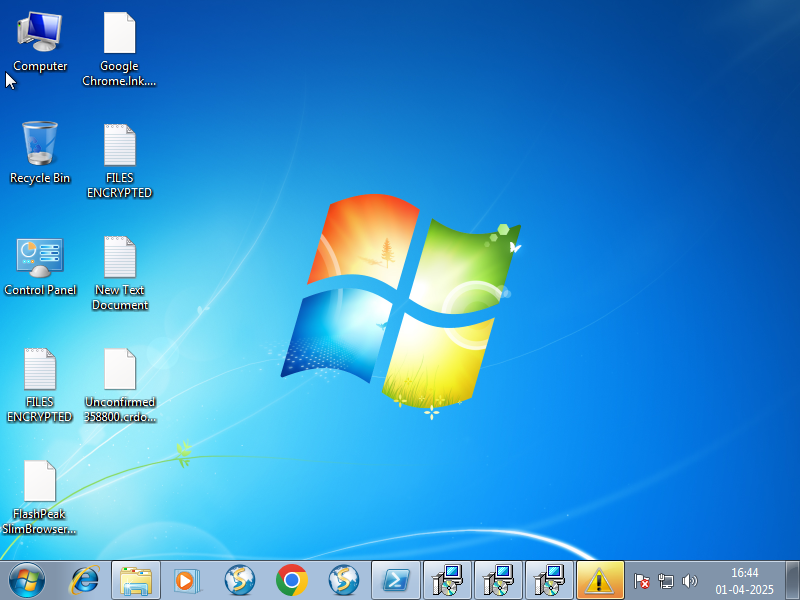 Computer
Google
Chrome.lnk....
Recycle Bin
FILES
ENCRYPTED
Control Panel
New Text
Document
FILES
ENCRYPTED
Unconfirmed
358800.crdo...
FlashPeak
SlimBrowser...
16:44
01-04-2025